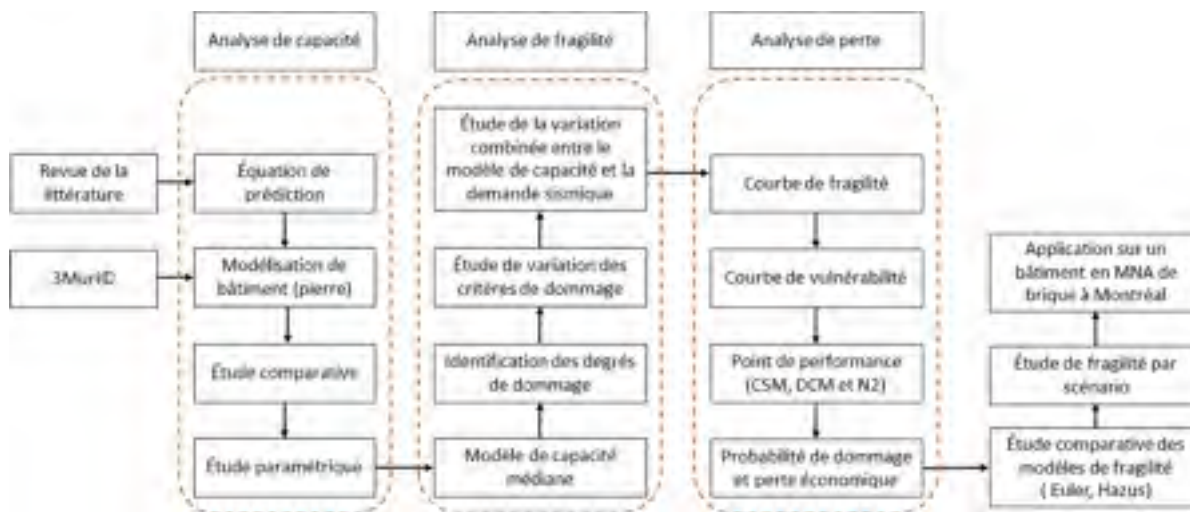 Analyse de capacité
Analyse de fragilité
Analyse de perte
Revue de la
littérature
3MuriID
Équation de
prédiction
Modélisation de
bâtiment (pierre)
Étude comparative
Étude paramétrique
Étude de la variation
combinée entre le
modèle de capacité et la
demande sismique
Étude de variation des
critères de dommage
Identification des degrés
de dommage
Modèle de capacité
médiane
Courbe de fragilité
Courbe de vulnérabilité
Point de performance
(CSM, DCM et N2)
Probabilité de dommage
et perte économique
Application sur un
bâtiment en MNA de
brique à Montréal
Étude de fragilité par
scénario
Étude comparative des
modèles de fragilité
( Euler, Hazus)